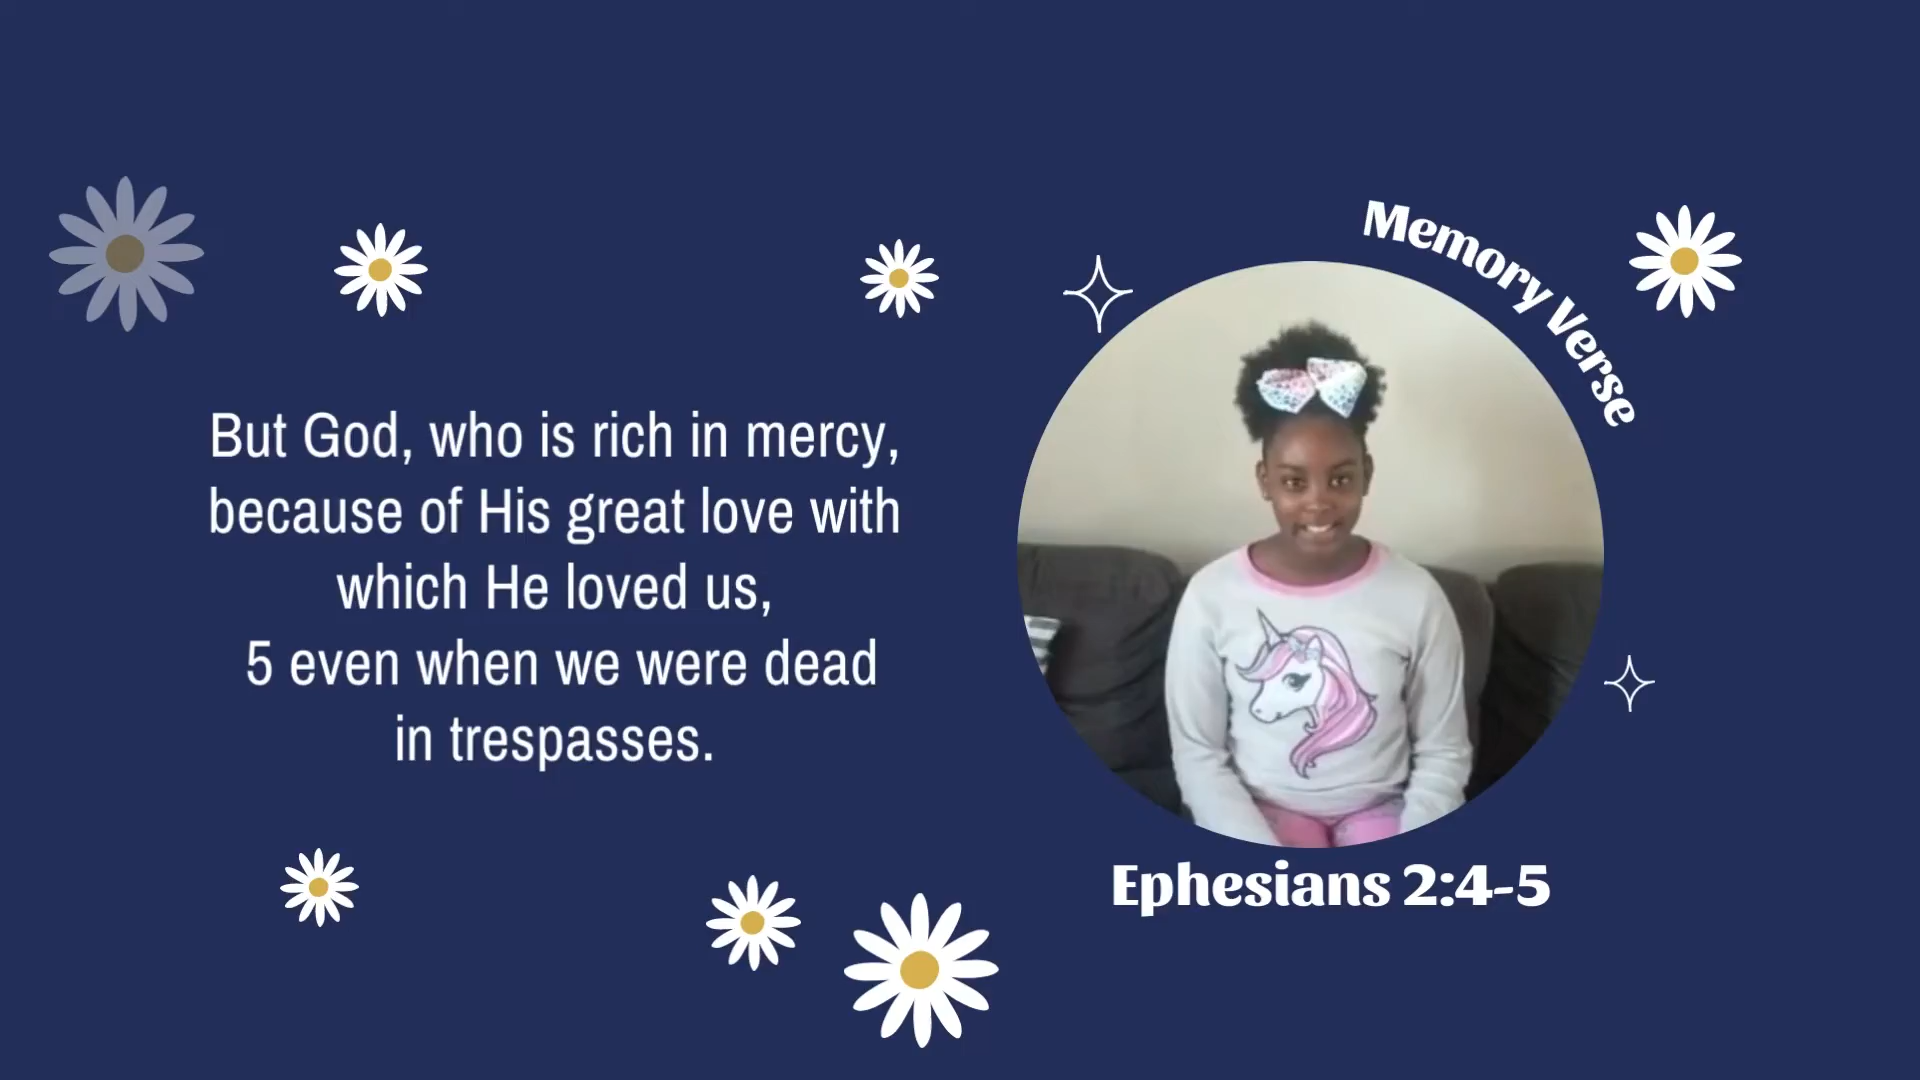 But God, who is rich in mercy,
because of His great love with
which He loved us,
5 even when we were dead
in trespasses.
Memory Verse
Ephesians 2:4-5